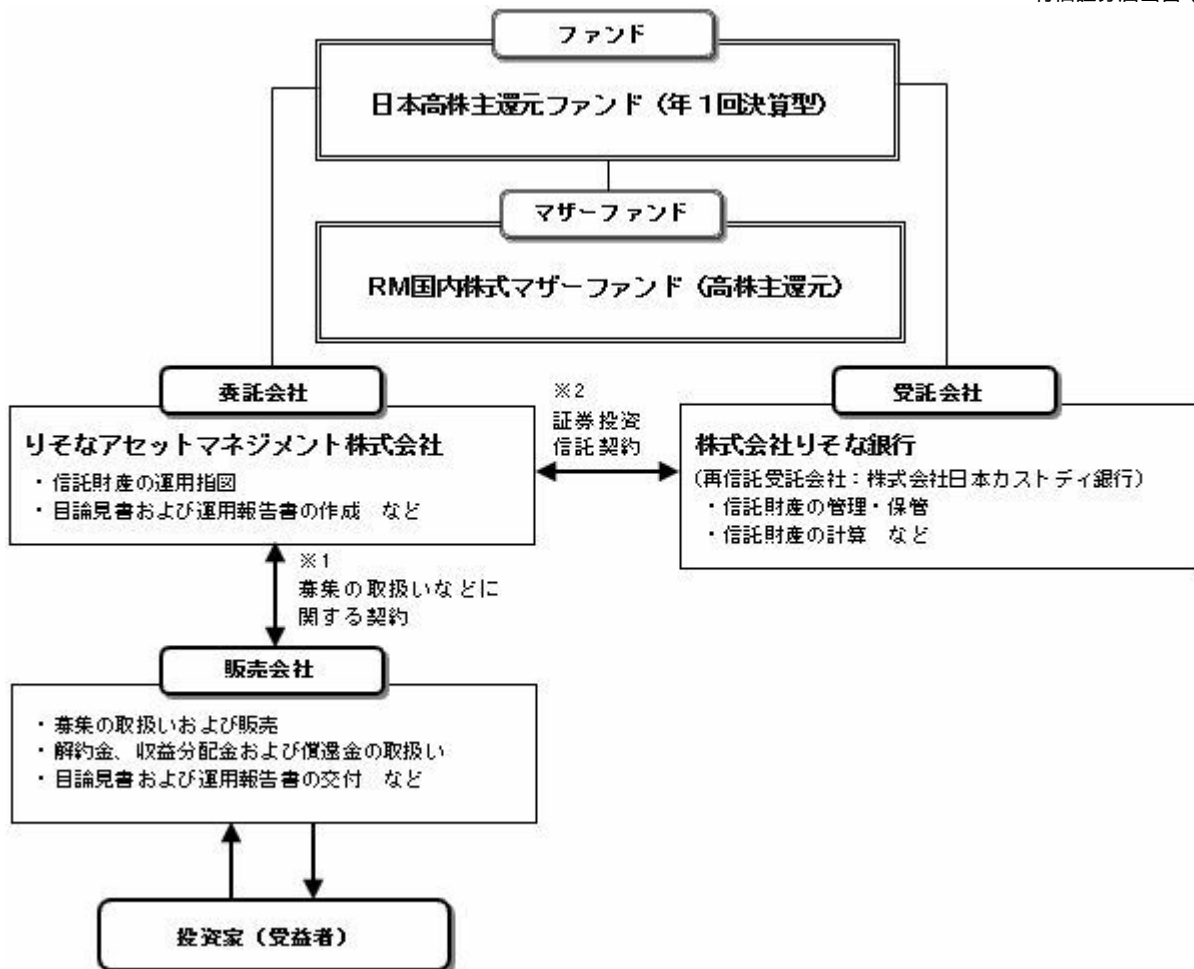 ファンド
日本高株主還元ファンド（年１回決算型）
マザーファンド
RM国内株式マザーファンド（高株主還元）
委託会社
りそなアセットマネジメント株式会社
・信託財産の運用指図
・目論見書および運用報告書の作成　など
※2
証券投資
信託契約
受託会社
株式会社りそな銀行
（再信託受託会社：株式会社日本カストディ銀行）
・信託財産の管理・保管
・信託財産の計算　など
※1
募集の取扱いなどに
関する契約
販売会社
・募集の取扱いおよび販売
・解約金、収益分配金および償還金の取扱い
・目論見書および運用報告書の交付　など
投資家（受益者）